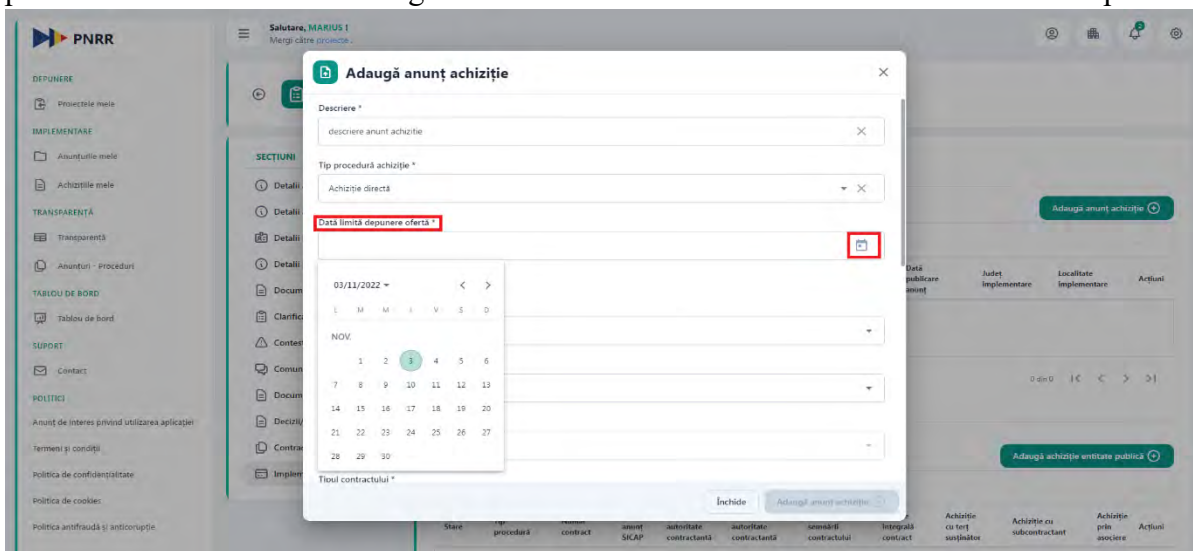 PNRR
Salutare, MARIUS !
Mergi către proiecte.
DEPUNERE
Proiectele mele
IMPLEMENTARE
Anunțurile mele
Achizițiile mele
TRANSPARENȚĂ
Transparență
Anunțuri - Proceduri
TABLOU DE BORD
Tablou de bord
SUPORT
Contact
POLITICI
Anunț de interes privind utilizarea aplicației
Termeni și condiții
Politica de confidențialitate
Politica de cookies
Politica antifraudă și anticorupție
SECȚIUNI
Detalii
Detalii
Detalii
Detalii
Docum
Clarific
Contest
Comun
Docum
Decizii/
Contra
Implem
Adaugă anunț achiziție
Descriere *
descriere anunt achizitie
Tip procedură achiziție *
Achiziție directă
Dată limită depunere ofertă *
03/11/2022
L M M J V S D
NOV.
1 2 3 4 5 6
7 8 9 10 11 12 13
14 15 16 17 18 19 20
21 22 23 24 25 26 27
28 29 30
Tipul contractului *
Închide
Adaugă anunț achiziție
Adaugă anunț achiziție
Dată publicare anunț
Județ implementare
Localitate implementare
Acțiuni
0 din 0
Adaugă achiziție entitate publică
Stare
Tip procedură
Număr contract
anunț SICAP
autoritate contractantă
autoritate contractantă
semnării contractului
integrală contract
Achiziție cu terț susținător
Achiziție cu subcontractant
Achiziție prin asociere
Acțiuni